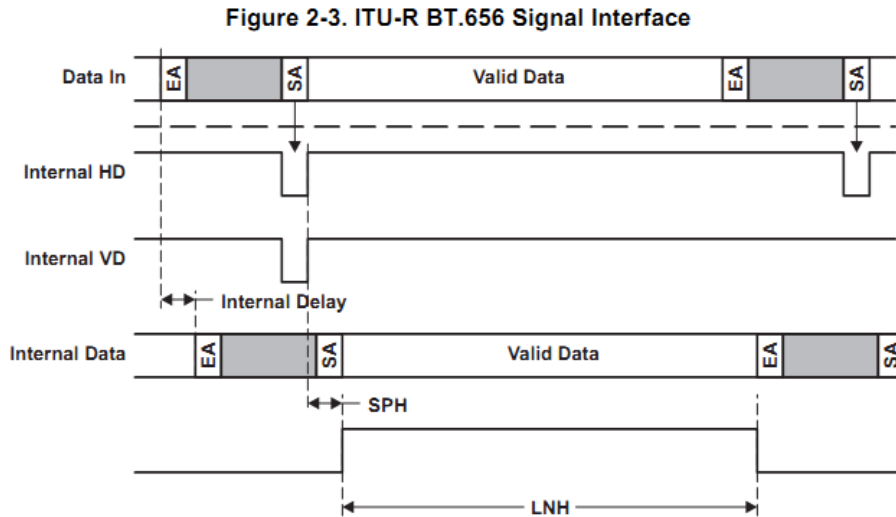 Figure 2-3. ITU-R BT.656 Signal Interface
Data In
EA
SA
Valid Data
EA
SA
Internal HD
Internal VD
Internal Delay
Internal Data
EA
SA
Valid Data
EA
SA
SPH
LNH